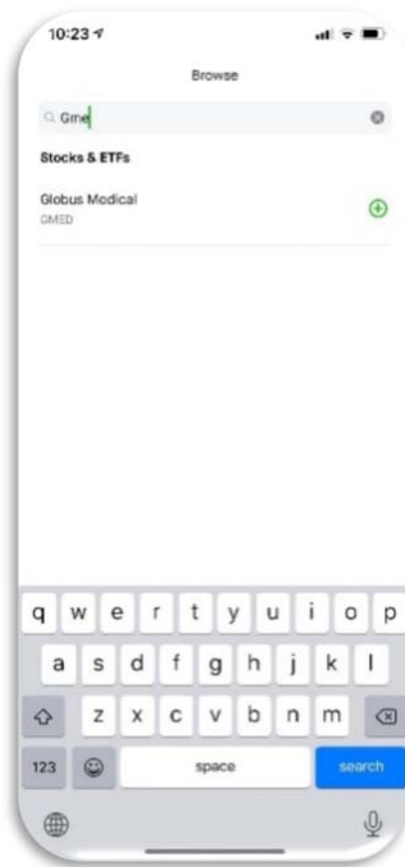 10:23
Browse
Gme
Stocks & ETFs
Globus Medical
GMED
q w e r t y u i o p
a s d f g h j k l
z x c v b n m
123 space search